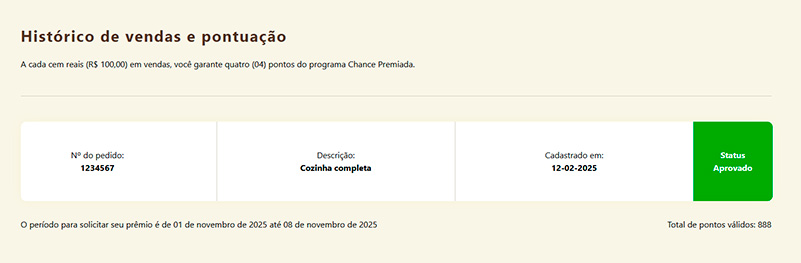 Histórico de vendas e pontuação
A cada cem reais (R$ 100,00) em vendas, você garante quatro (04) pontos do programa Chance Premiada.
Nº do pedido:
1234567
Descrição:
Cozinha completa
Cadastrado em:
12-02-2025
Status
Aprovado
O período para solicitar seu prêmio é de 01 de novembro de 2025 até 08 de novembro de 2025
Total de pontos válidos: 888